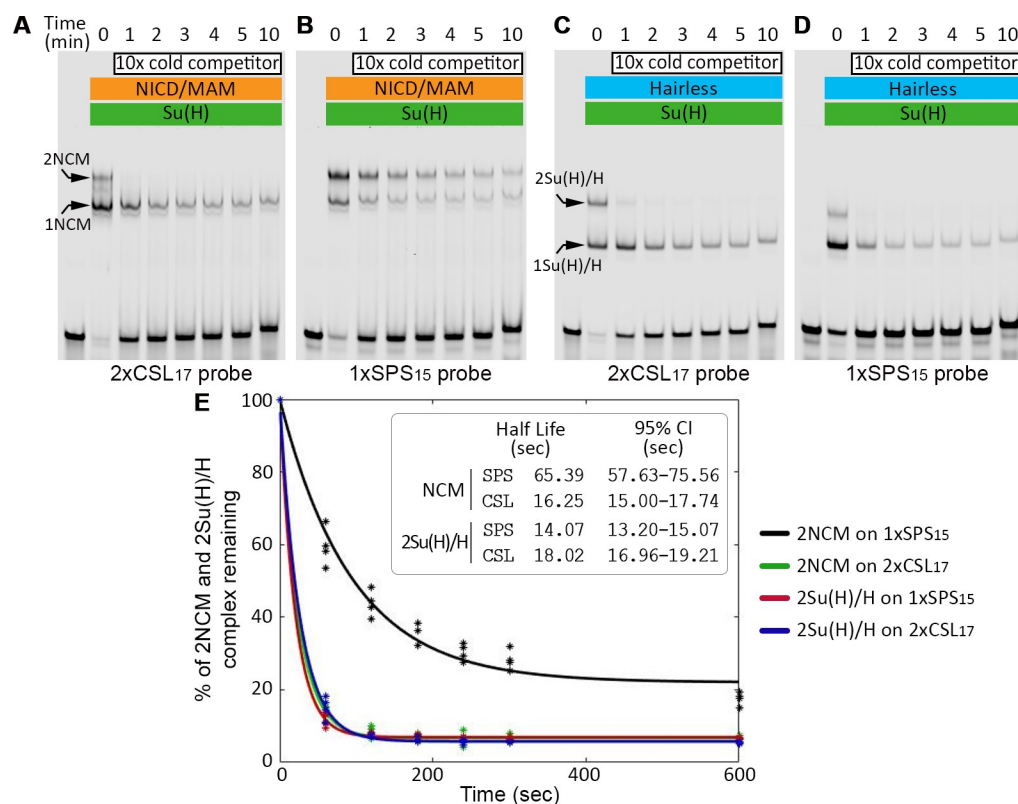 A Time (min) 0 1 2 3 4 5 10
10x cold competitor
NICD/MAM
Su(H)
2NCM
1NCM
2xCSL17 probe
B 0 1 2 3 4 5 10
10x cold competitor
NICD/MAM
Su(H)
1xSPS15 probe
C 0 1 2 3 4 5 10
10x cold competitor
Hairless
Su(H)
2Su(H)/H
1Su(H)/H
2xCSL17 probe
D 0 1 2 3 4 5 10
10x cold competitor
Hairless
Su(H)
1xSPS15 probe
E
% of 2NCM and 2Su(H)/H
complex remaining
100
80
60
40
20
0
0 200 400 600
Time (sec)
Half Life 95% CI
(sec) (sec)
NCM SPS 65.39 57.63–75.56
CSL 16.25 15.00–17.74
2Su(H)/H SPS 14.07 13.20–15.07
CSL 18.02 16.96–19.21
2NCM on 1xSPS15
2NCM on 2xCSL17
2Su(H)/H on 1xSPS15
2Su(H)/H on 2xCSL17